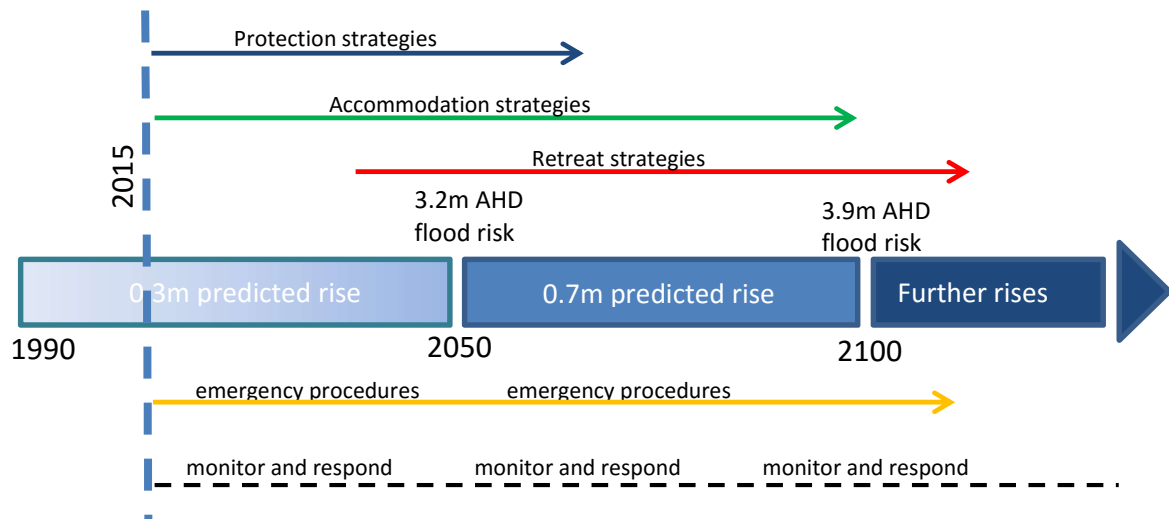 Protection strategies
Accommodation strategies
2015
Retreat strategies
3.2m AHD
flood risk
3.9m AHD
flood risk
0.3m predicted rise
0.7m predicted rise
Further rises
1990
2050
2100
emergency procedures
emergency procedures
monitor and respond
monitor and respond
monitor and respond